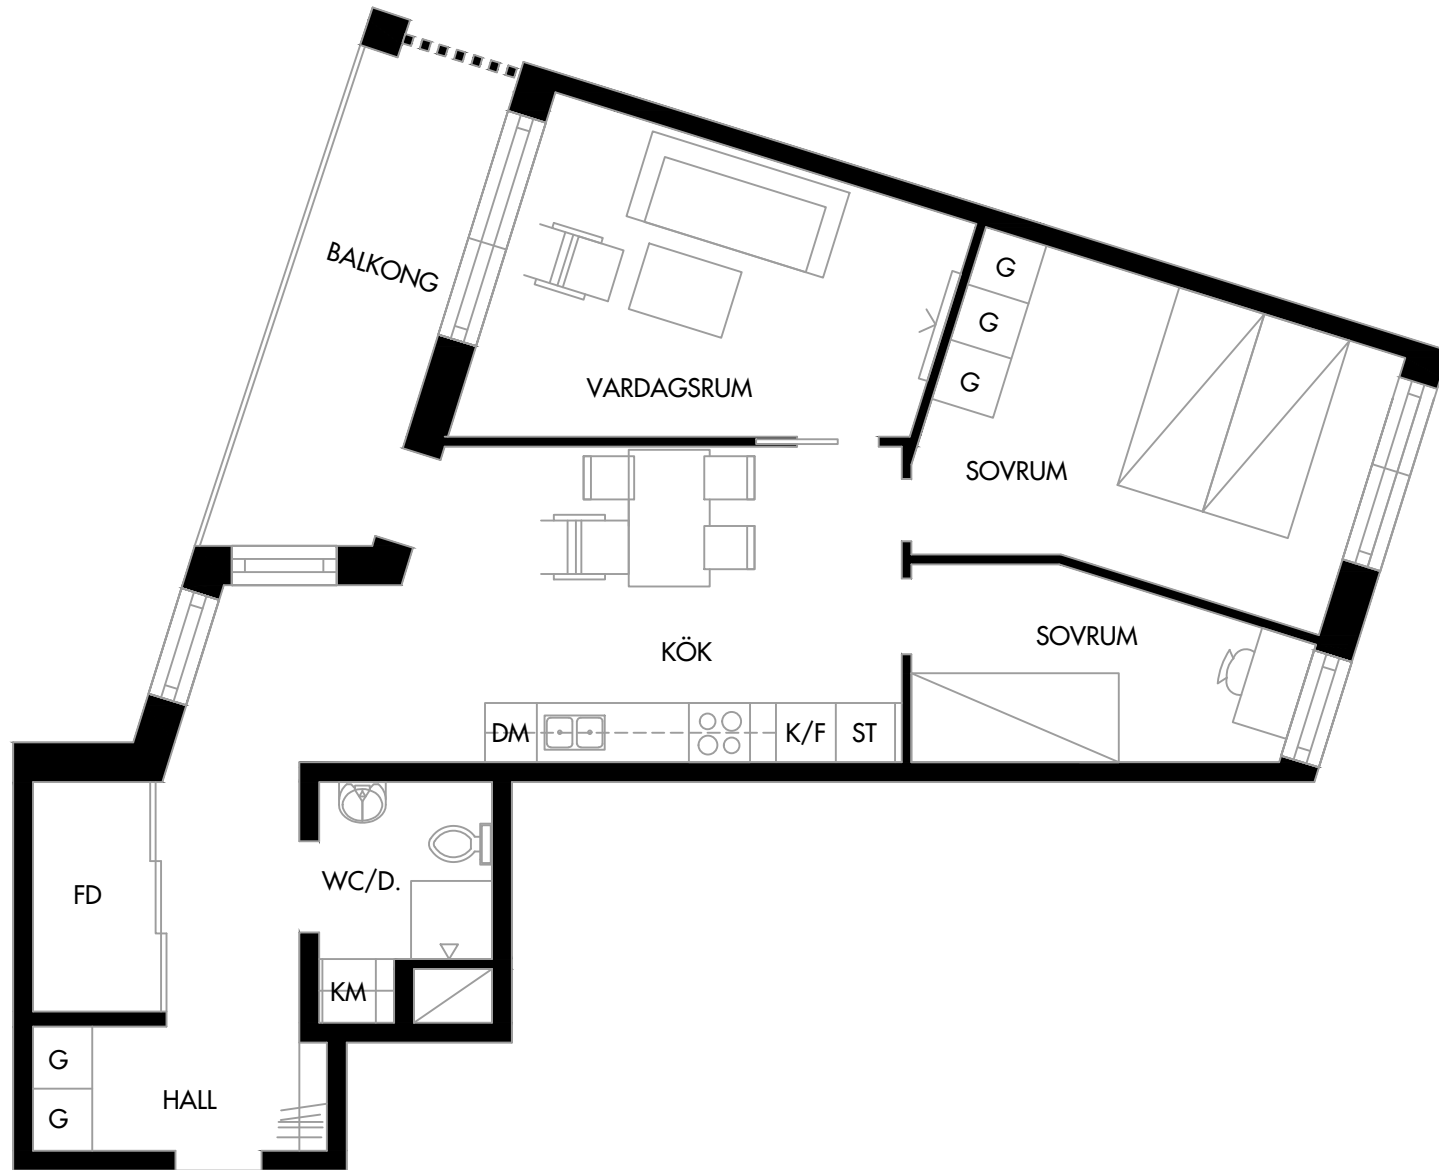 BALKONG
G
G
VARDAGSRUM
G
SOVRUM
SOVRUM
KÖK
DM
K/F
ST
WC/D.
FD
KM
G
HALL
G